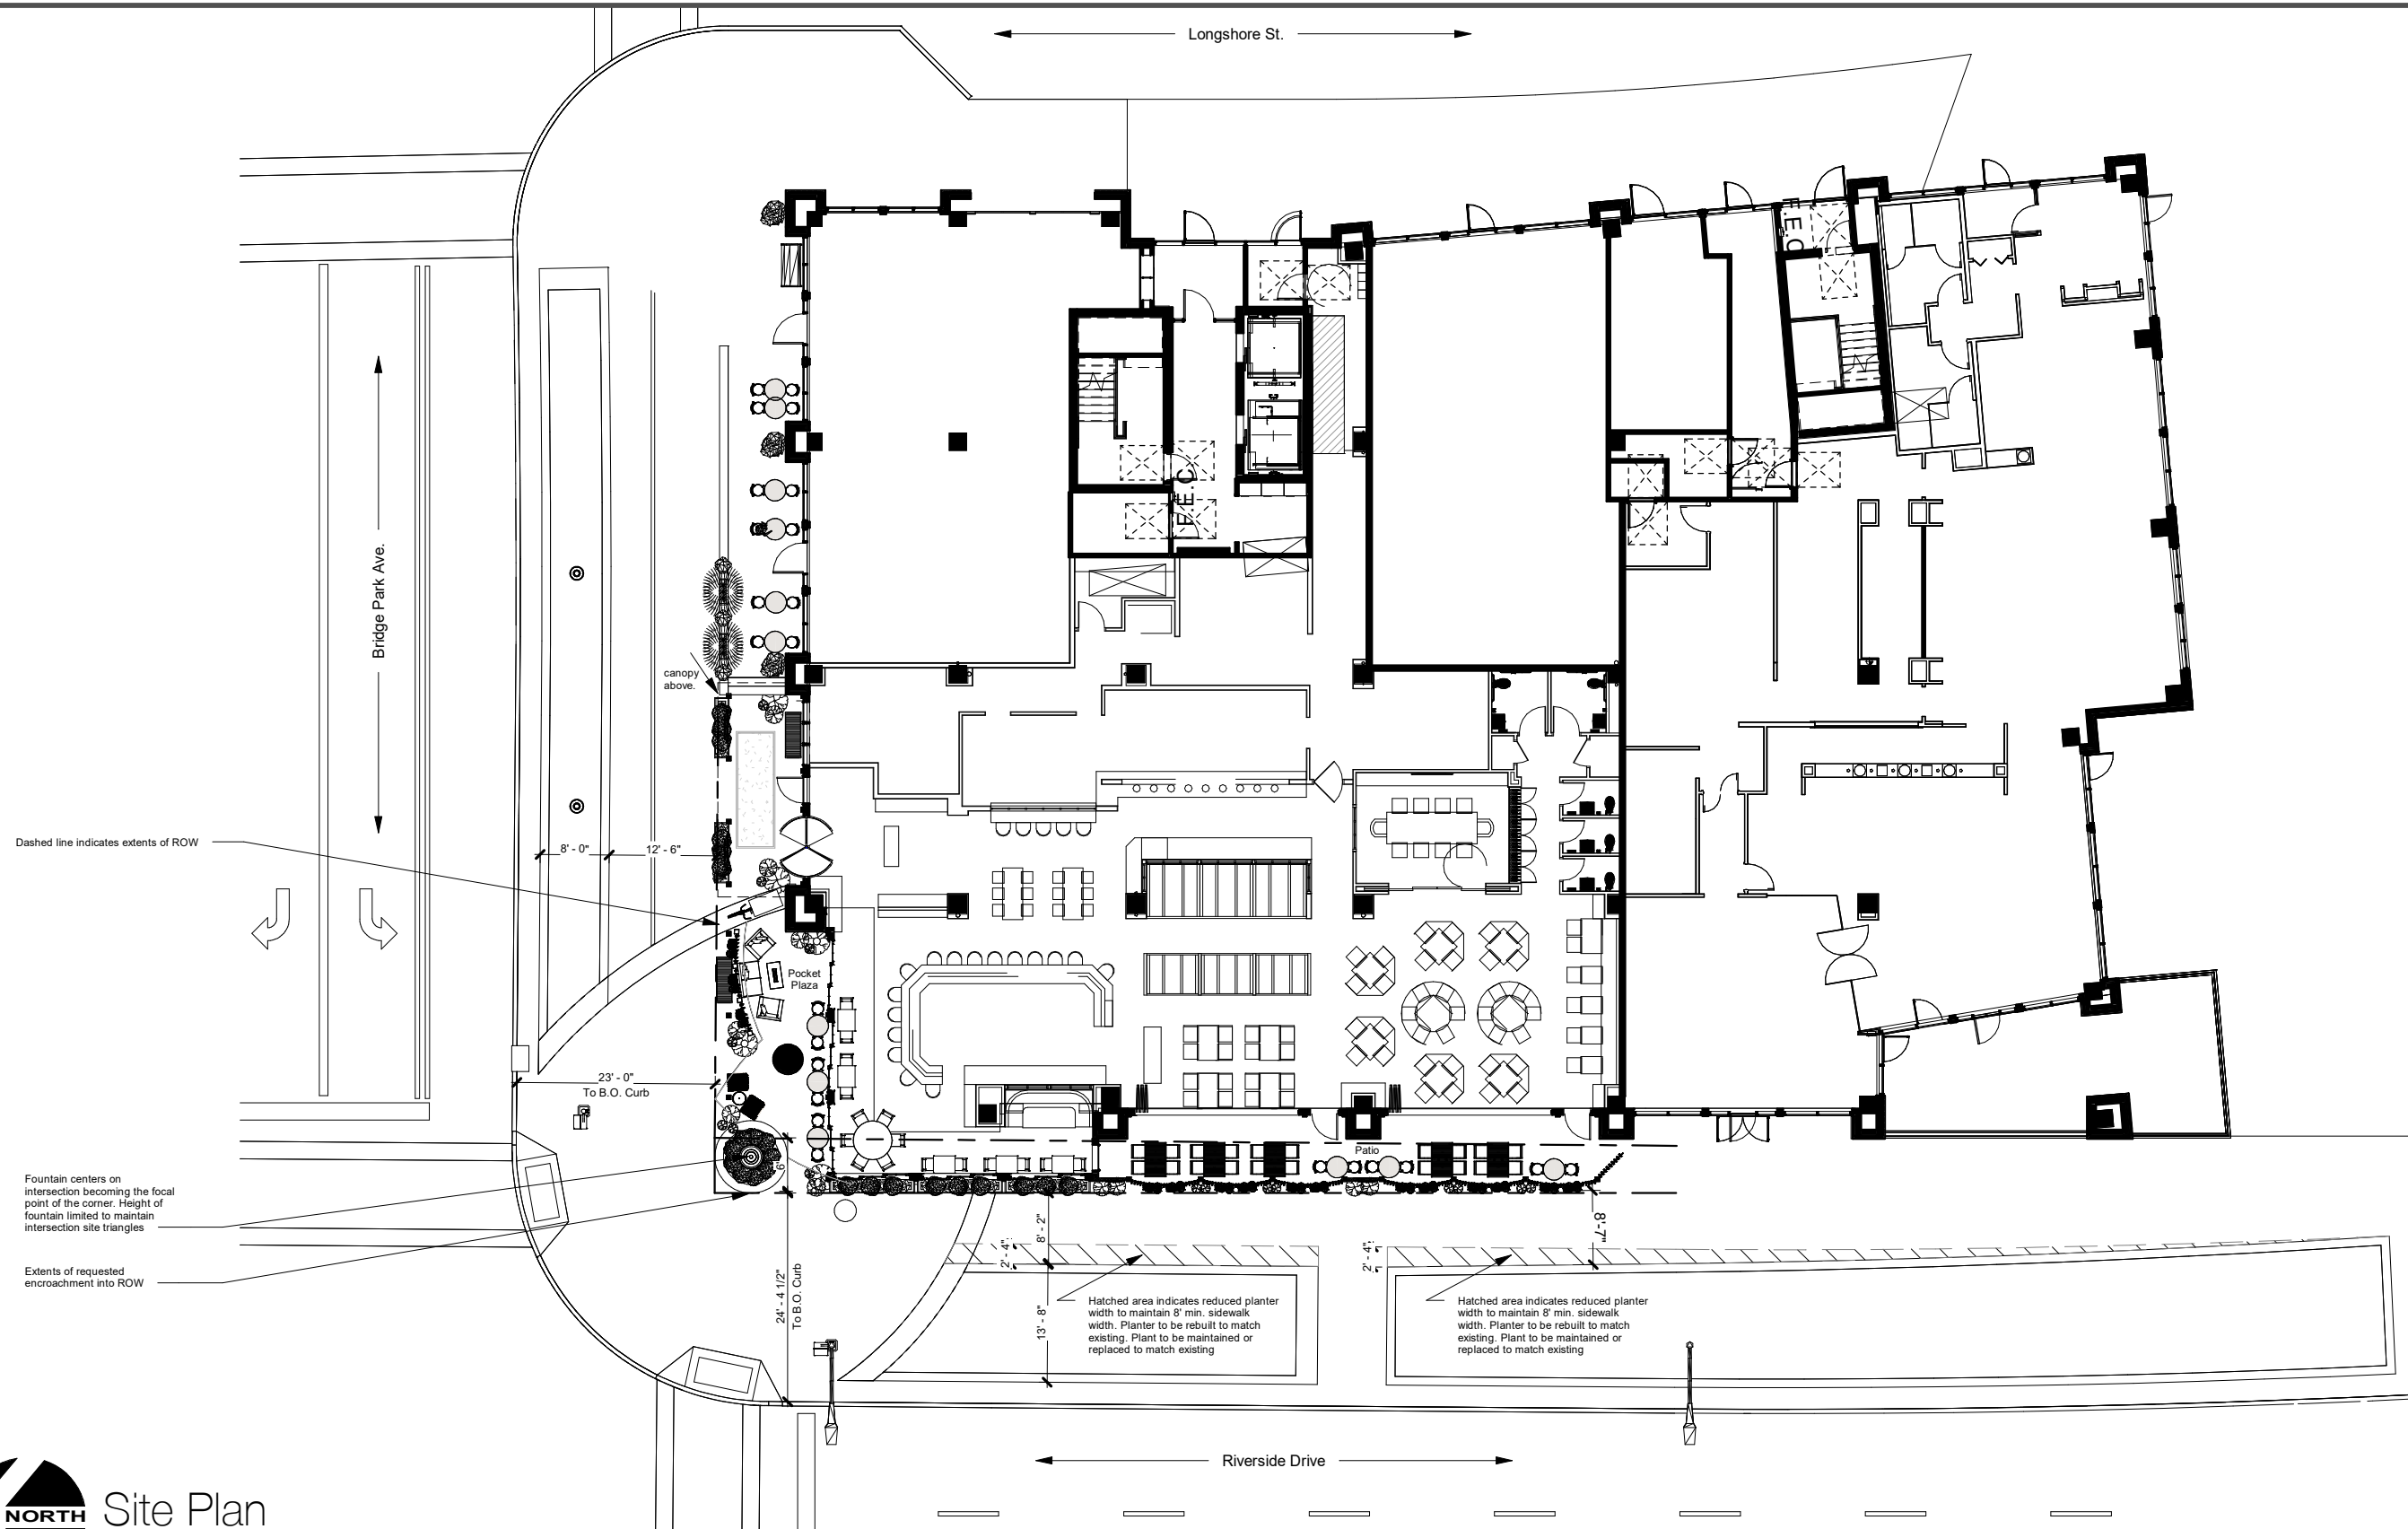 Longshore St.
F.E.C
Bridge Park Ave.
F.E.C.
canopy
above.
Dashed line indicates extents of ROW
8' - 0"
12' - 6"
Pocket
Plaza
23' - 0"
To B.O. Curb
6'
Patio
Fountain centers on
intersection becoming the focal
point of the corner. Height of
fountain limited to maintain
intersection site triangles
Extents of requested
encroachment into ROW
24' - 4 1/2"
To B.O. Curb
2' - 4"
8' - 2"
13' - 8"
2' - 4"
8'-7"
Hatched area indicates reduced planter
width to maintain 8' min. sidewalk
width. Planter to be rebuilt to match
existing. Plant to be maintained or
replaced to match existing
Hatched area indicates reduced planter
width to maintain 8' min. sidewalk
width. Planter to be rebuilt to match
existing. Plant to be maintained or
replaced to match existing
Riverside Drive
NORTH
Site Plan